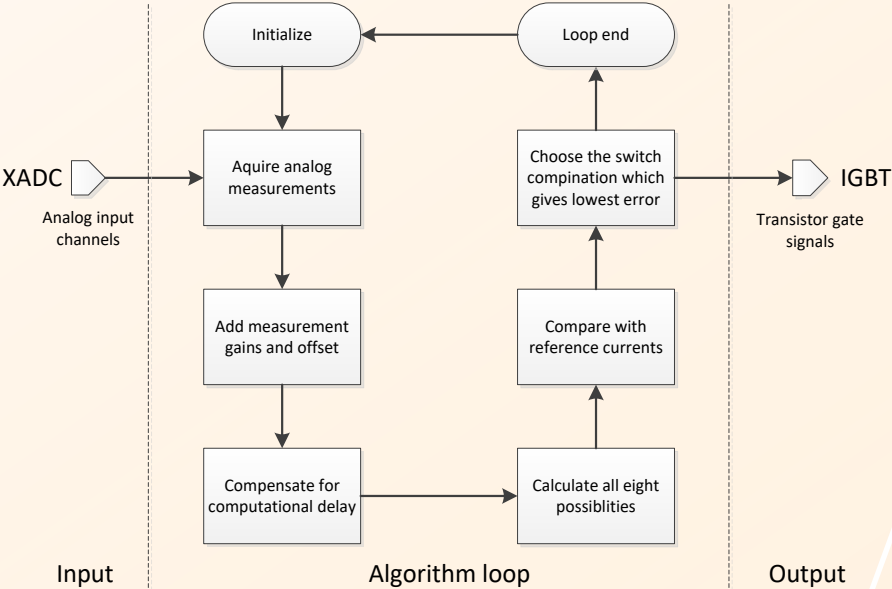 Initialize
Loop end
XADC
Analog input
channels
Aquire analog
measurements
Add measurement
gains and offset
Compensate for
computational delay
Calculate all eight
possiblities
Compare with
reference currents
Choose the switch
compination which
gives lowest error
IGBT
Transistor gate
signals
Input
Algorithm loop
Output